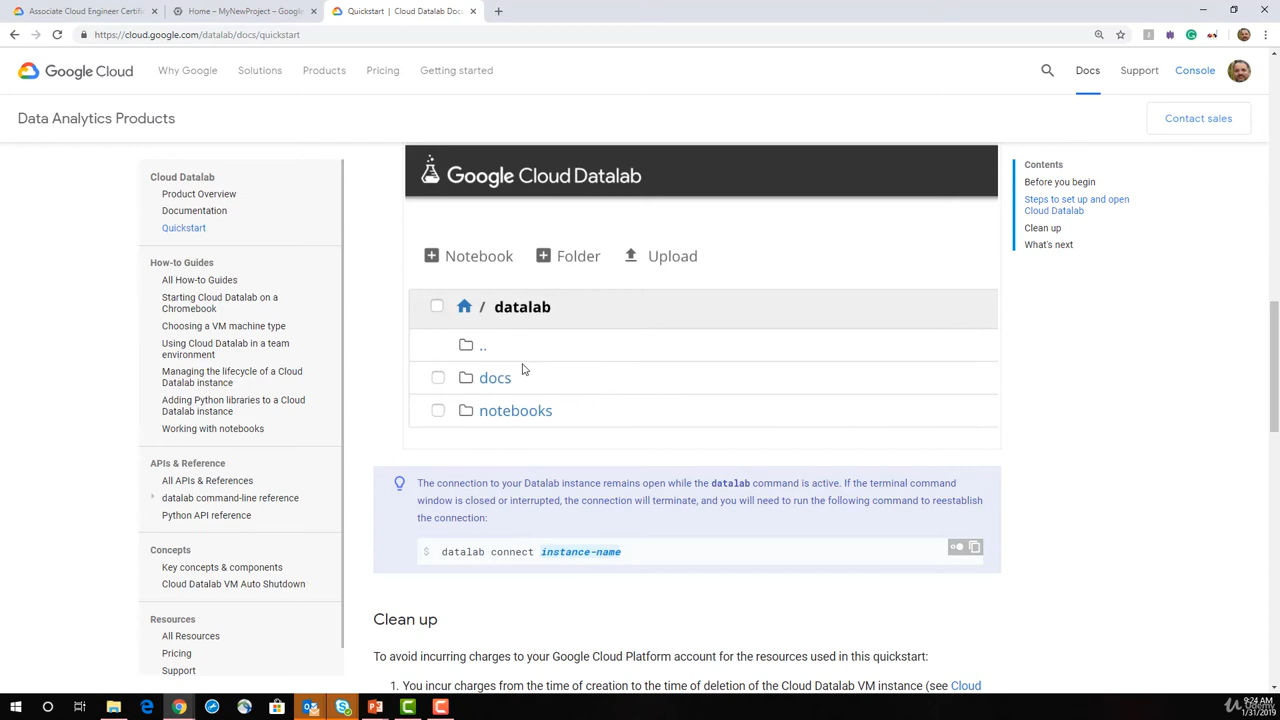 Associate Cloud Engineer Certific
Home – MyNewProject – Google
Quickstart | Cloud Datalab Doc
https://cloud.google.com/datalab/docs/quickstart
Google Cloud
Why Google
Solutions
Products
Pricing
Getting started
Docs
Support
Console
Data Analytics Products
Contact sales
Cloud Datalab
Product Overview
Documentation
Quickstart
How-to Guides
All How-to Guides
Starting Cloud Datalab on a
Chromebook
Choosing a VM machine type
Using Cloud Datalab in a team
environment
Managing the lifecycle of a Cloud
Datalab instance
Adding Python libraries to a Cloud
Datalab instance
Working with notebooks
APIs & Reference
All APIs & References
datalab command-line reference
Python API reference
Concepts
Key concepts & components
Cloud Datalab VM Auto Shutdown
Resources
All Resources
Pricing
Support
Google Cloud Datalab
Notebook
Folder
Upload
/ datalab
..
docs
notebooks
The connection to your Datalab instance remains open while the datalab command is active. If the terminal command
window is closed or interrupted, the connection will terminate, and you will need to run the following command to reestablish
the connection:
$ datalab connect instance-name
Clean up
To avoid incurring charges to your Google Cloud Platform account for the resources used in this quickstart:
1. You incur charges from the time of creation to the time of deletion of the Cloud Datalab VM instance (see Cloud
Contents
Before you begin
Steps to set up and open
Cloud Datalab
Clean up
What's next
9:24 AM
1/31/2019
Udemy